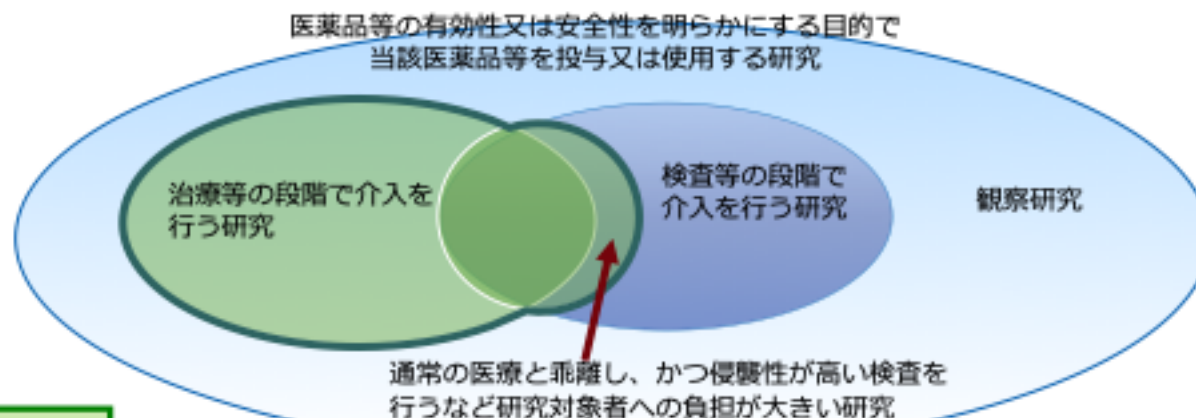 医薬品等の有効性又は安全性を明らかにする目的で
当該医薬品等を投与又は使用する研究
治療等の段階で介入を
行う研究
検査等の段階で
介入を行う研究
観察研究
通常の医療と乖離し、かつ侵襲性が高い検査を
行うなど研究対象者への負担が大きい研究